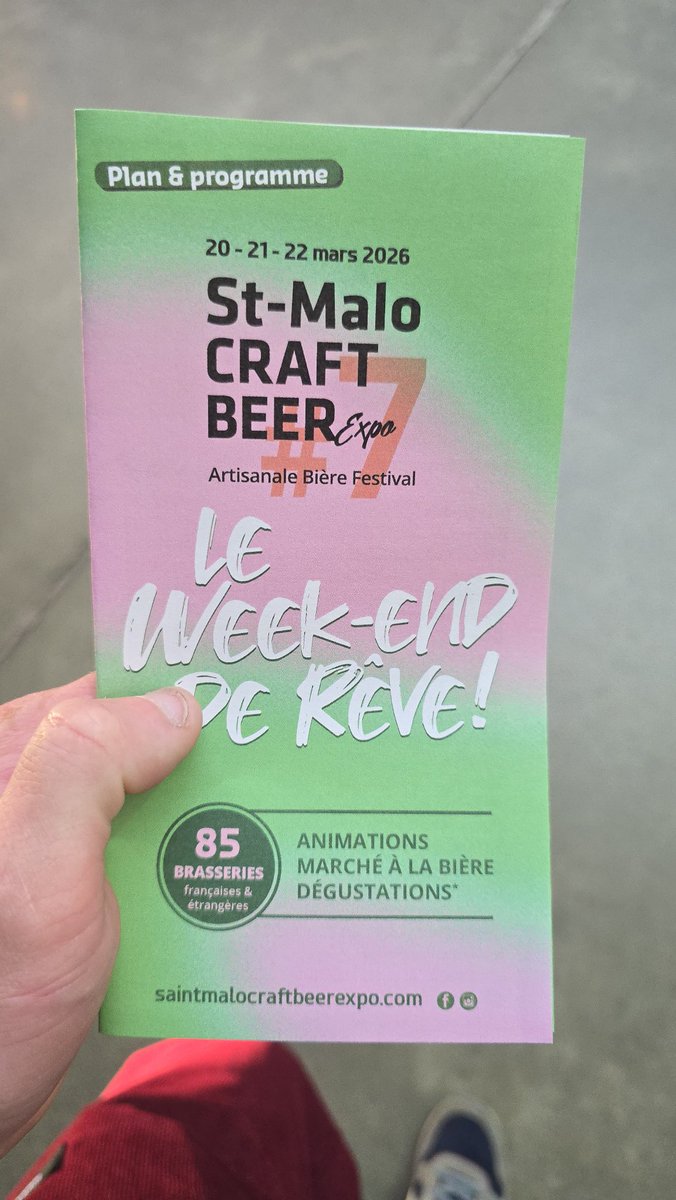 Plan & programme
20 - 21 - 22 mars 2026
St-Malo
CRAFT
BEER Expo
#7
Artisanale Bière Festival
LE
WEEK-END
DE RÊVE!
85
BRASSERIES
françaises &
étrangères
ANIMATIONS
MARCHÉ À LA BIÈRE
DÉGUSTATIONS*
saintmalocraftbeerexpo.com